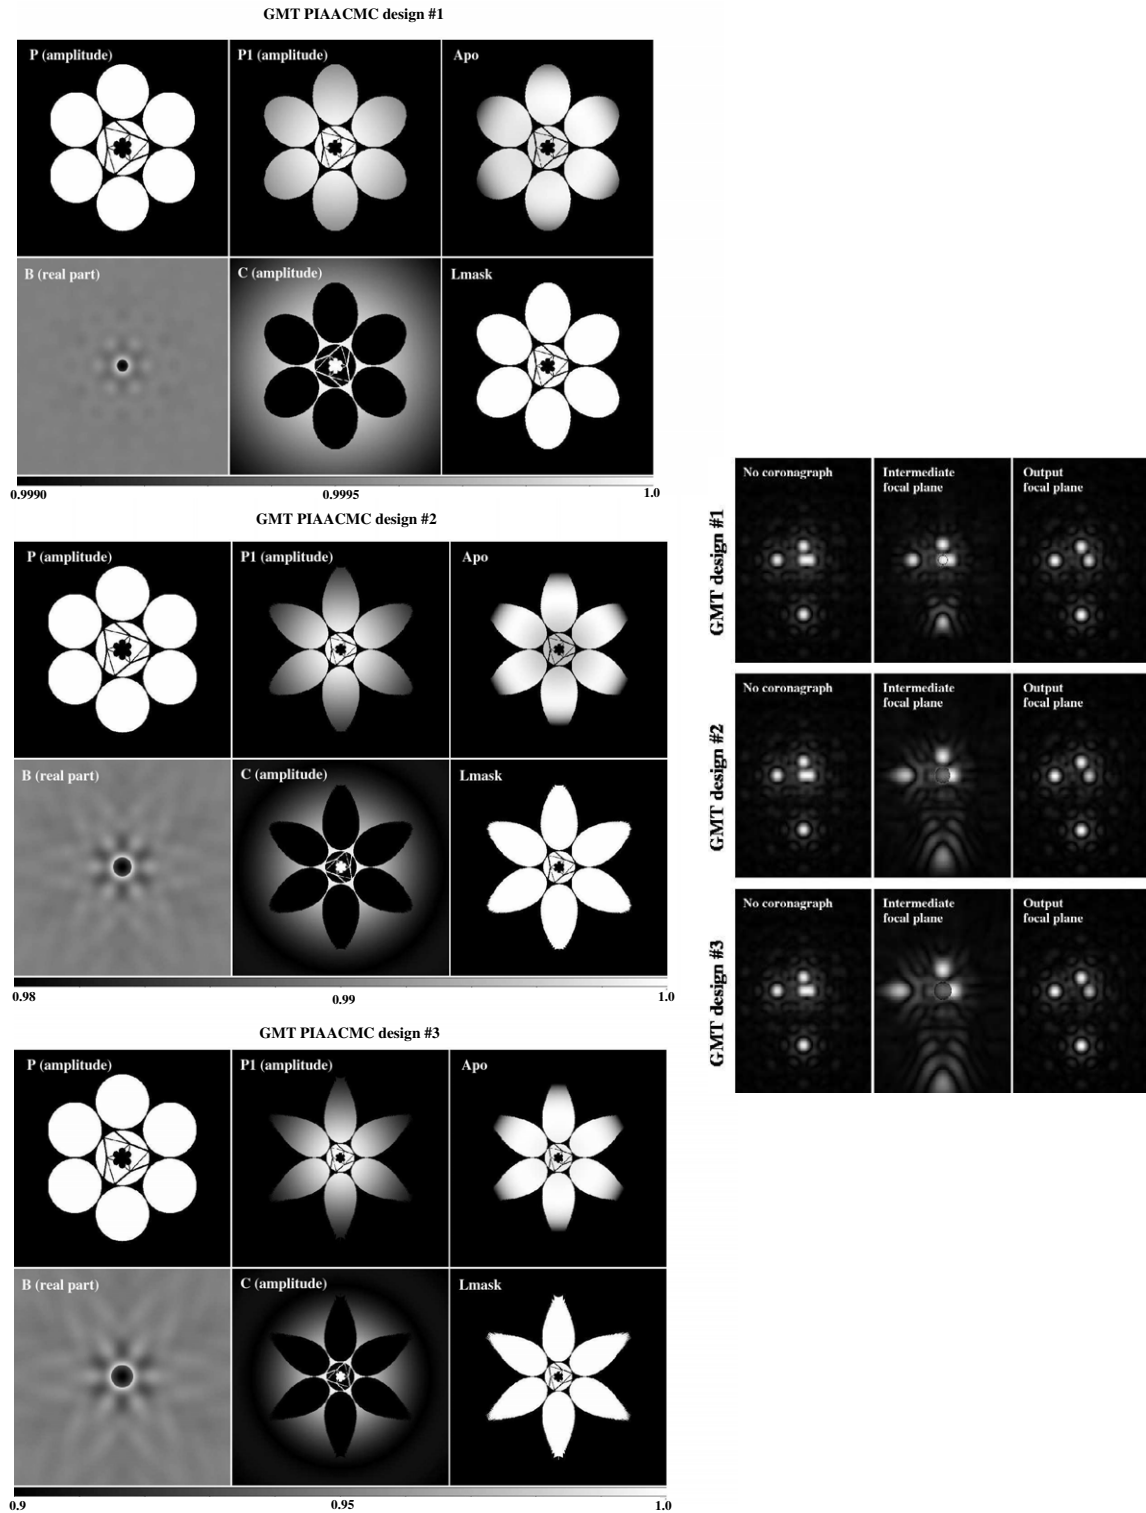 GMT PIAACMC design #1
P (amplitude)
P1 (amplitude)
Apo
B (real part)
C (amplitude)
Lmask
0.9990
0.9995
1.0
GMT PIAACMC design #2
P (amplitude)
P1 (amplitude)
Apo
B (real part)
C (amplitude)
Lmask
0.98
0.99
1.0
GMT PIAACMC design #3
P (amplitude)
P1 (amplitude)
Apo
B (real part)
C (amplitude)
Lmask
0.9
0.95
1.0
GMT design #1
No coronagraph
Intermediate
focal plane
Output
focal plane
GMT design #2
No coronagraph
Intermediate
focal plane
Output
focal plane
GMT design #3
No coronagraph
Intermediate
focal plane
Output
focal plane